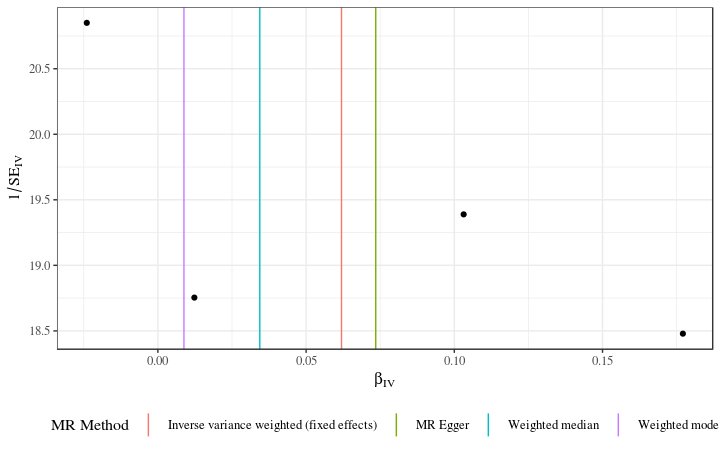 20.5
20.0
19.5
19.0
18.5
1/SE_IV
0.00 0.05 0.10 0.15
β_IV
MR Method Inverse variance weighted (fixed effects) MR Egger Weighted median Weighted mode